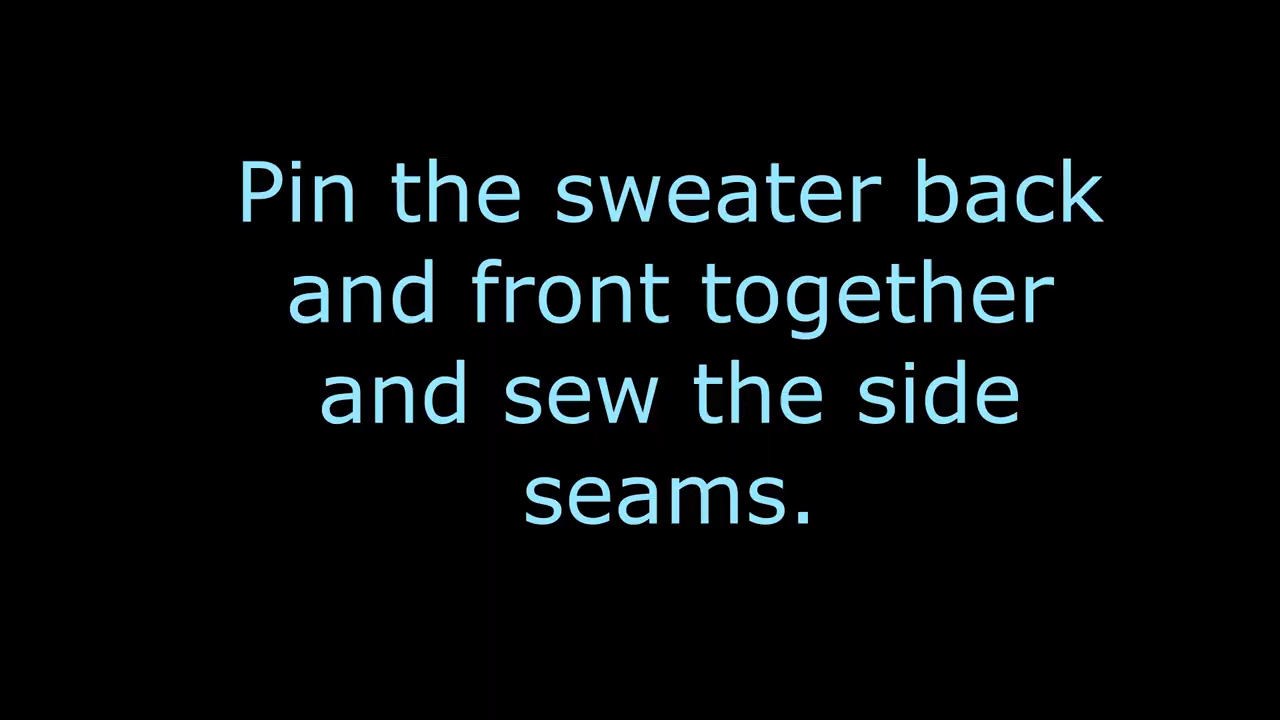 Pin the sweater back
and front together
and sew the side
seams.